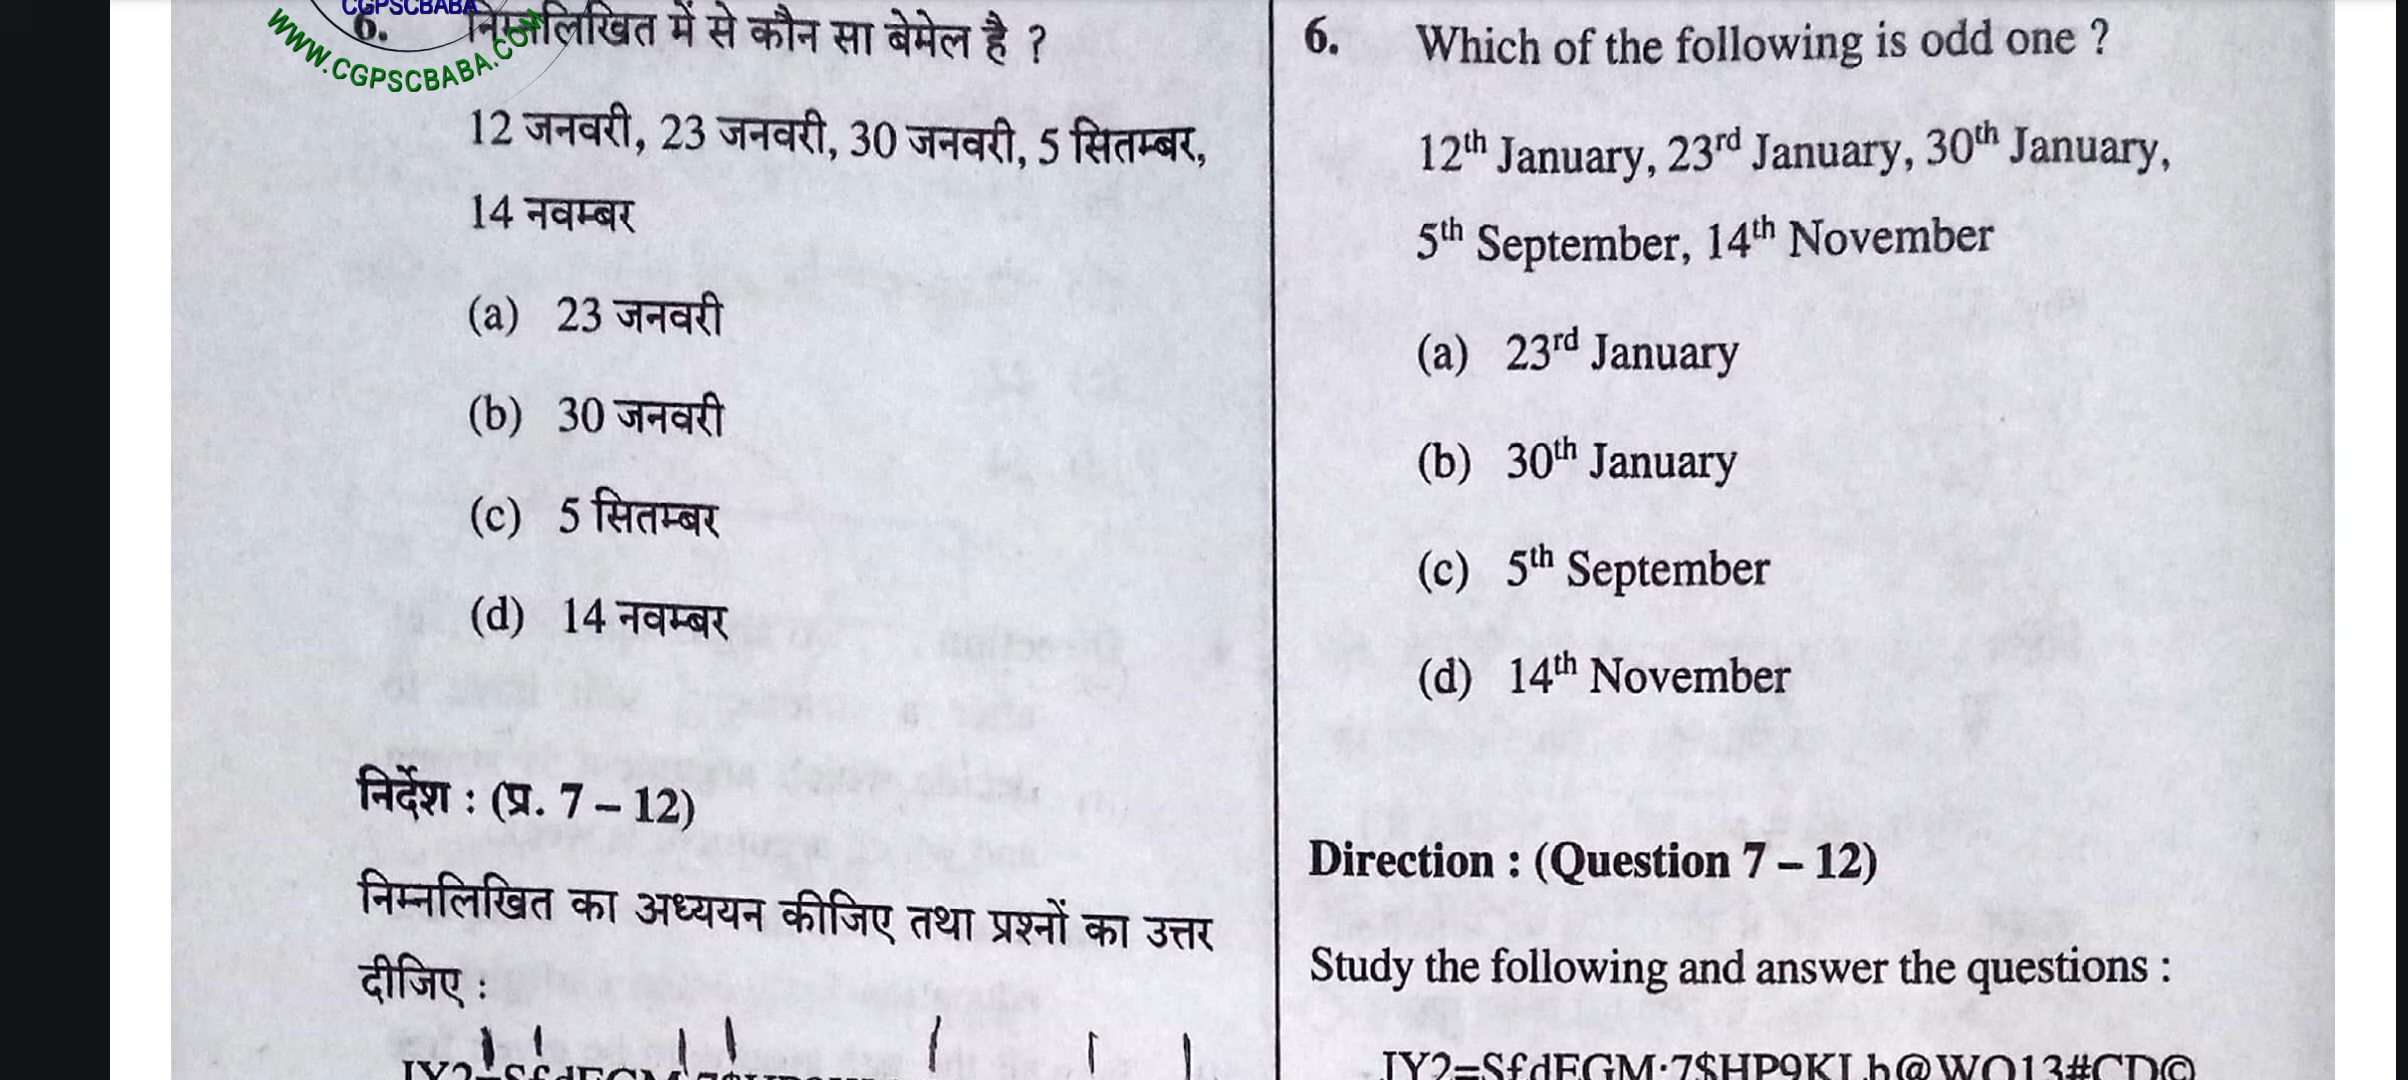 CGPSCBABA
WWW.CGPSCBABA.COM
6. निम्नलिखित में से कौन सा बेमेल है ?
12 जनवरी, 23 जनवरी, 30 जनवरी, 5 सितम्बर,
14 नवम्बर
(a) 23 जनवरी
(b) 30 जनवरी
(c) 5 सितम्बर
(d) 14 नवम्बर
निर्देश : (प्र. 7 – 12)
निम्नलिखित का अध्ययन कीजिए तथा प्रश्नों का उत्तर
दीजिए :
6. Which of the following is odd one ?
12th January, 23rd January, 30th January,
5th September, 14th November
(a) 23rd January
(b) 30th January
(c) 5th September
(d) 14th November
Direction : (Question 7 – 12)
Study the following and answer the questions :